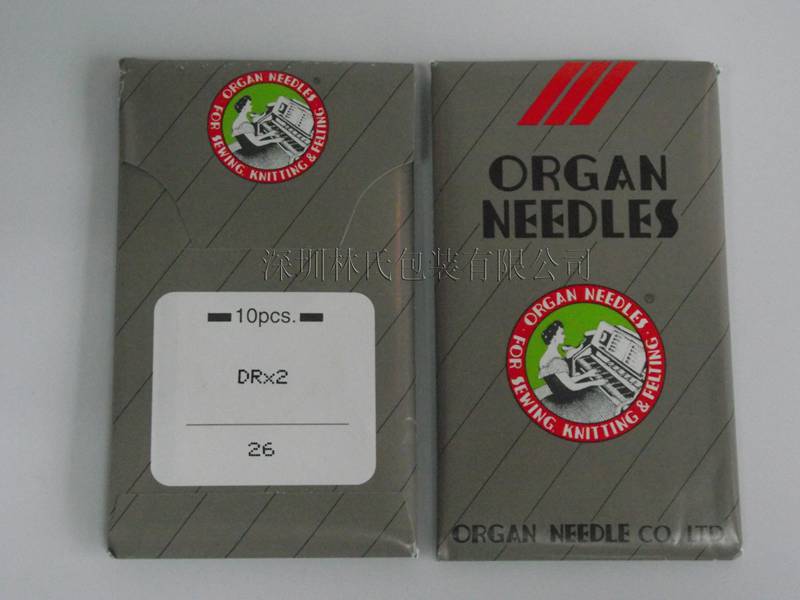 ORGAN NEEDLES
FOR SEWING, KNITTING & FELTING
®
10pcs.
DRx2
26
ORGAN
NEEDLES
ORGAN NEEDLES
FOR SEWING, KNITTING & FELTING
®
ORGAN NEEDLE CO., LTD.
深圳林氏包装有限公司